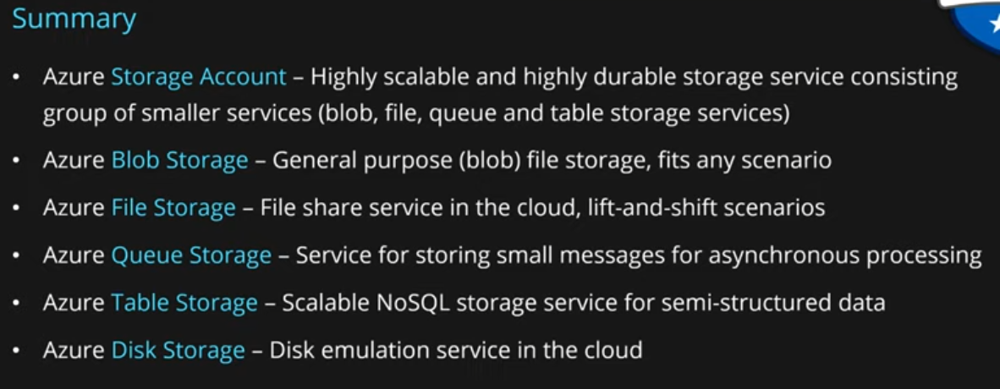 Summary
• Azure Storage Account – Highly scalable and highly durable storage service consisting
group of smaller services (blob, file, queue and table storage services)
• Azure Blob Storage – General purpose (blob) file storage, fits any scenario
• Azure File Storage – File share service in the cloud, lift-and-shift scenarios
• Azure Queue Storage – Service for storing small messages for asynchronous processing
• Azure Table Storage – Scalable NoSQL storage service for semi-structured data
• Azure Disk Storage – Disk emulation service in the cloud